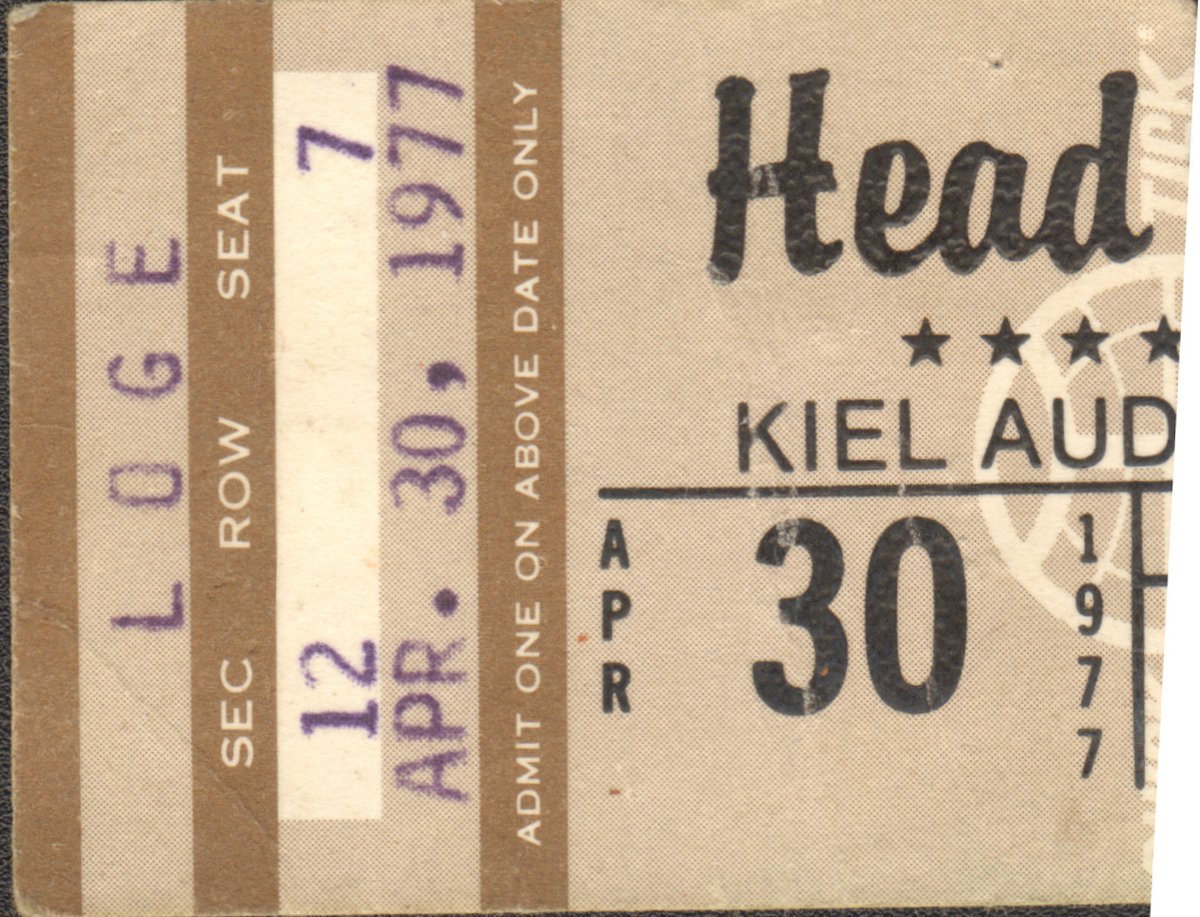 LOGE
SEC ROW SEAT
12 7
APR. 30, 1977
ADMIT ONE ON ABOVE DATE ONLY
Head
★ ★ ★ ★
KIEL AUD
APR 30 1977
TICK